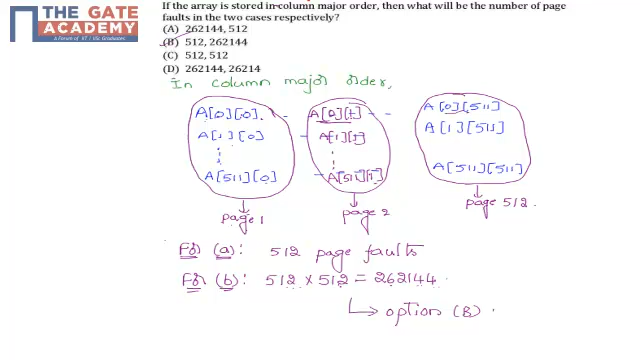 THE GATE ACADEMY
A Forum of IIT / IISC Graduates
If the array is stored in column major order, then what will be the number of page
faults in the two cases respectively?
(A) 262144, 512
(B) 512, 262144
(C) 512, 512
(D) 262144, 26214
In column major order,
A[0][0] - A[0][1] - - A[0][511]
A[1][0] - A[1][1] A[1][511]
A[511][0] - A[511][1] A[511][511]
page 1 page 2 page 512.
For (a): 512 page faults
For (b): 512 × 512 = 262144
option (B).